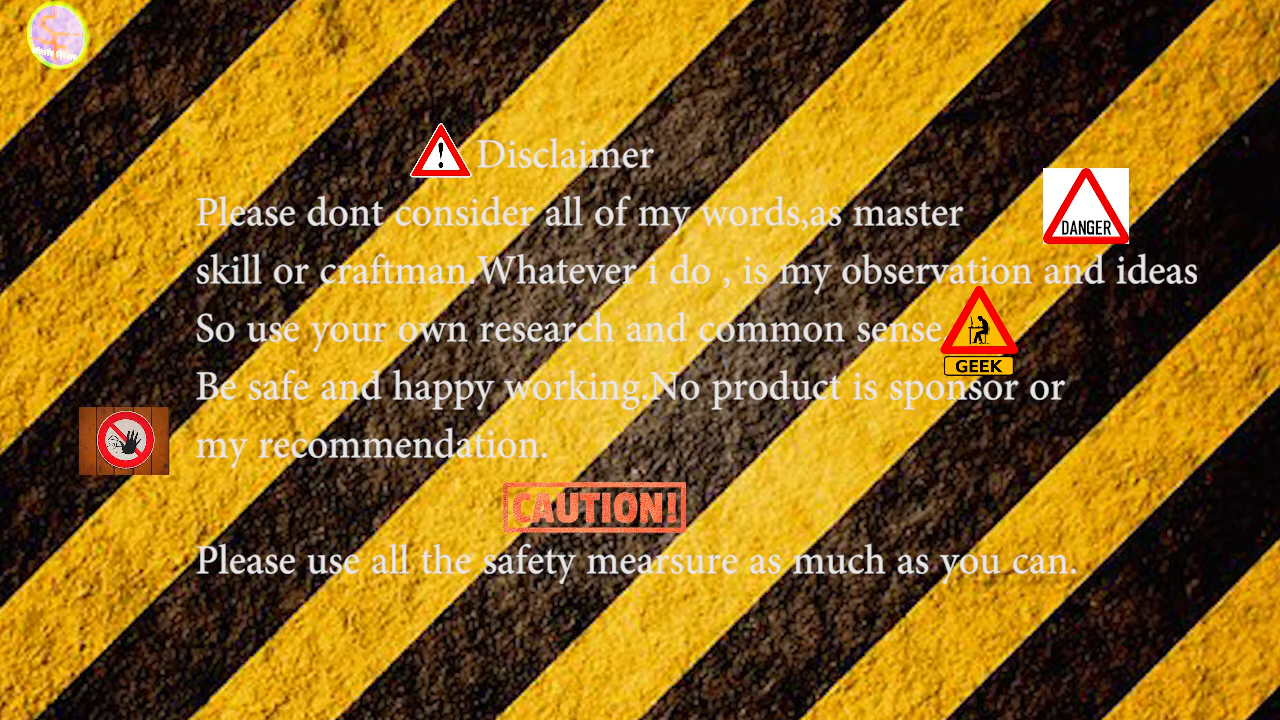 Disclaimer
Please dont consider all of my words,as master
DANGER
skill or craftman.Whatever i do , is my observation and ideas
So use your own research and common sense
GEEK
Be safe and happy working.No product is sponsor or
my recommendation.
CAUTION!
Please use all the safety mearsure as much as you can.